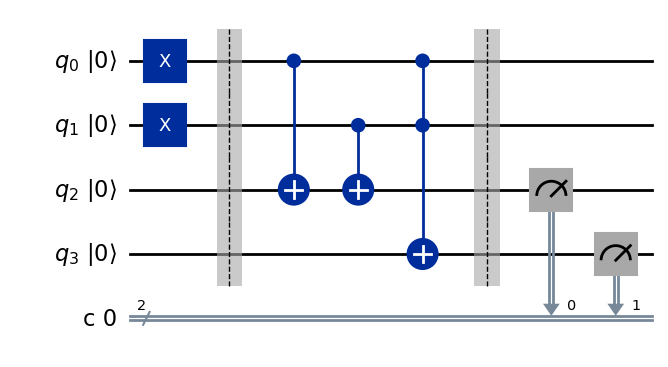 q0 |0⟩ X
q1 |0⟩ X
q2 |0⟩
q3 |0⟩
c 0 2 0 1